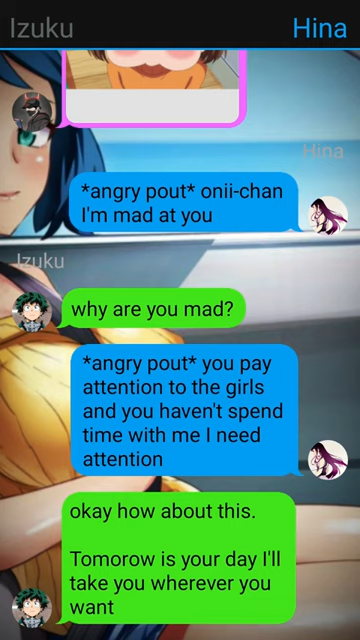 Izuku
Hina
Hina
*angry pout* onii-chan
I'm mad at you
Izuku
why are you mad?
*angry pout* you pay
attention to the girls
and you haven't spend
time with me I need
attention
okay how about this.
Tomorow is your day I'll
take you wherever you
want